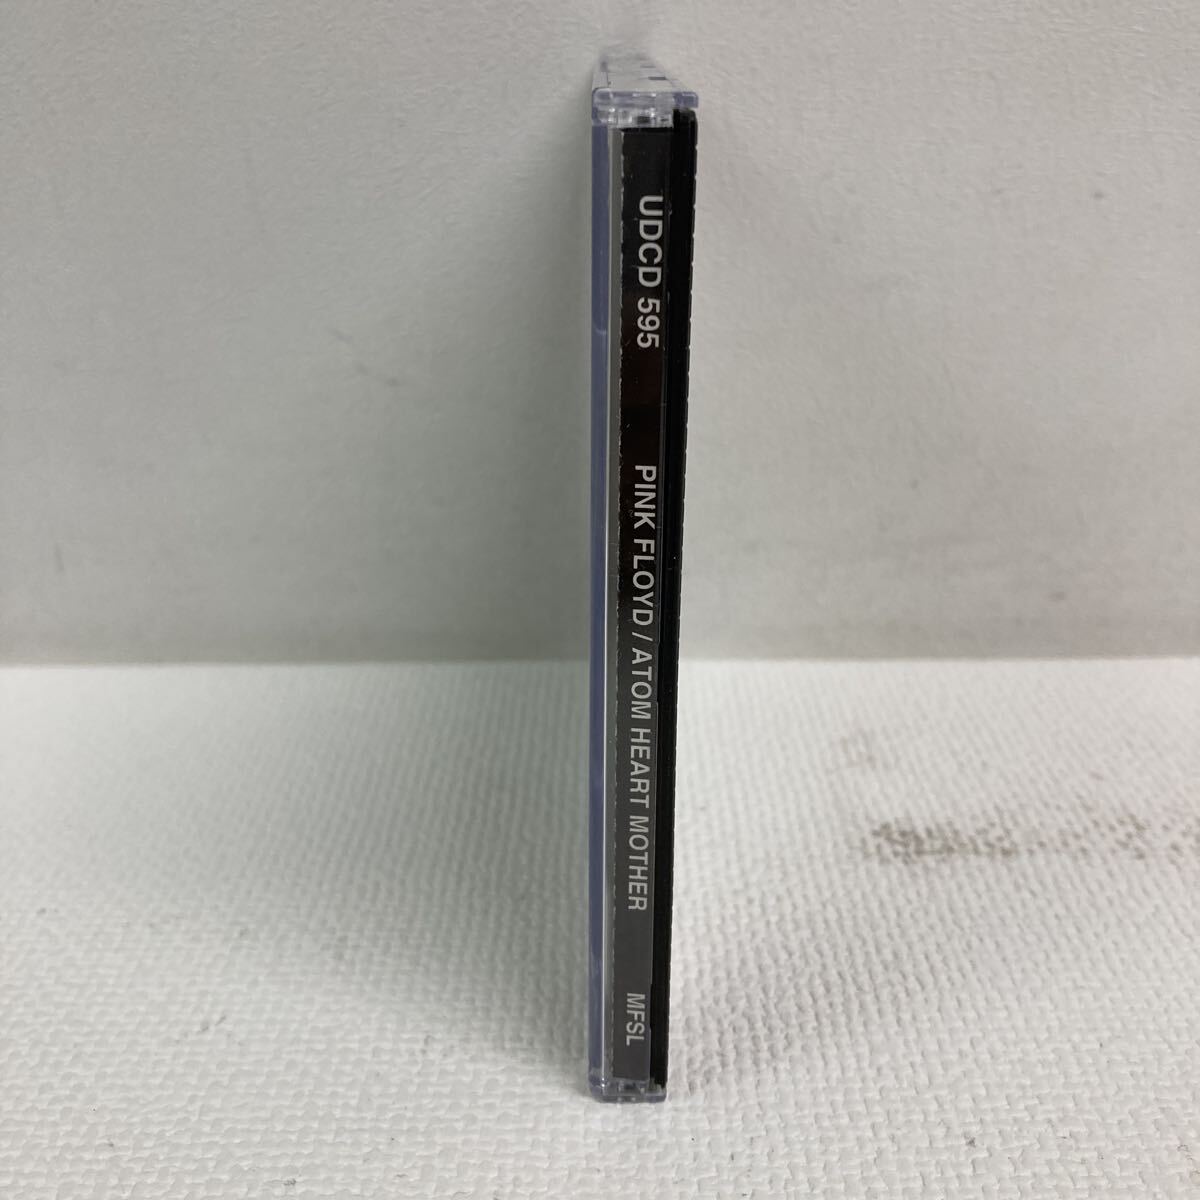 UDCD 595
PINK FLOYD / ATOM HEART MOTHER
MFSL